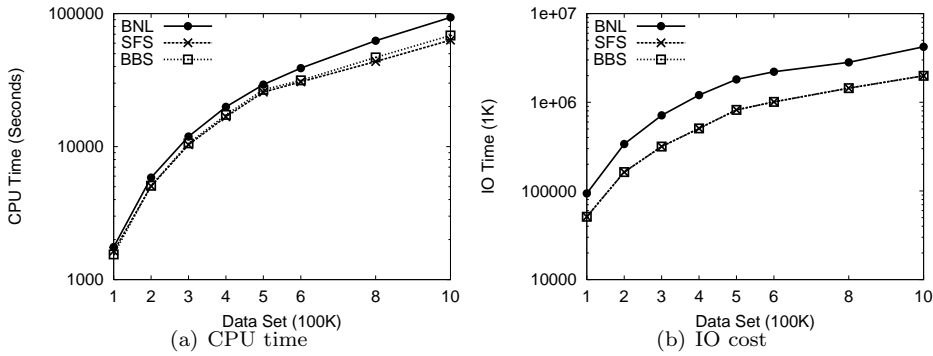 100000
10000
1000
CPU Time (Seconds)
BNL
SFS
BBS
1 2 3 4 5 6 8 10
Data Set (100K)
(a) CPU time
1e+07
1e+06
100000
10000
IO Time (1K)
BNL
SFS
BBS
1 2 3 4 5 6 8 10
Data Set (100K)
(b) IO cost